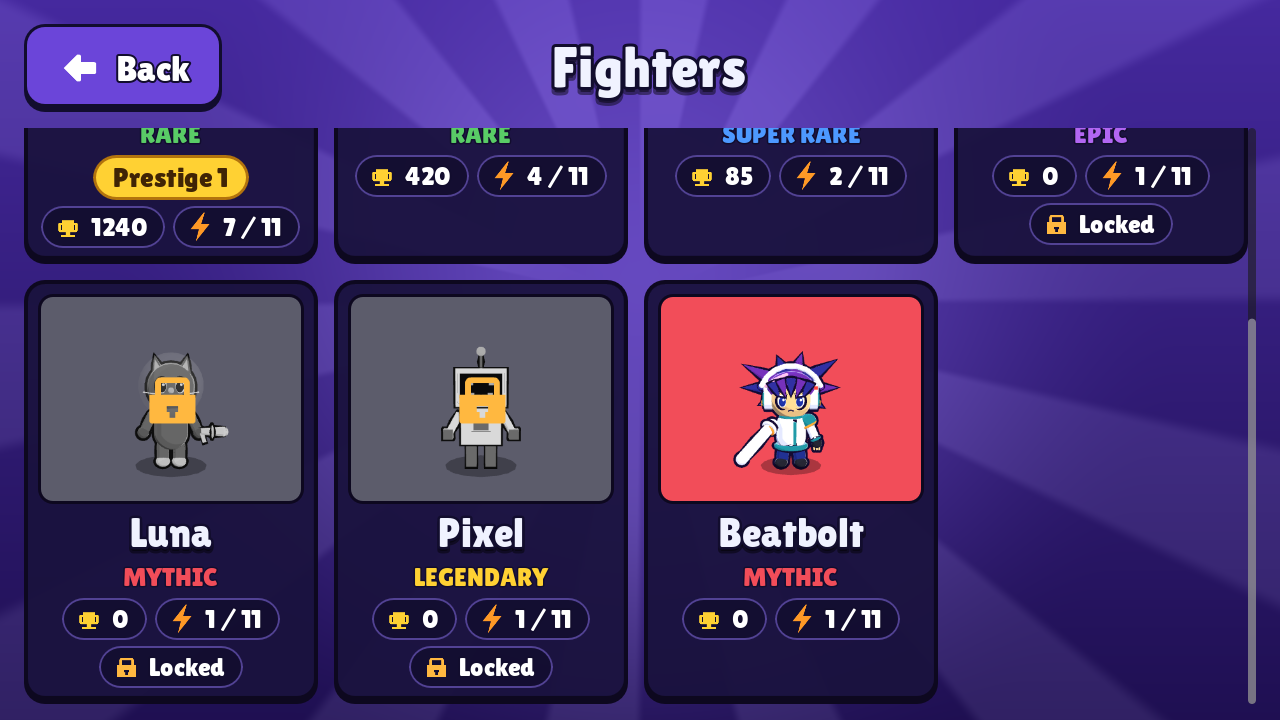 Back
Fighters
RARE
RARE
SUPER RARE
EPIC
Prestige 1
420
4 / 11
85
2 / 11
0
1 / 11
1240
7 / 11
Locked
Luna
Pixel
Beatbolt
MYTHIC
LEGENDARY
MYTHIC
0
1 / 11
0
1 / 11
0
1 / 11
Locked
Locked